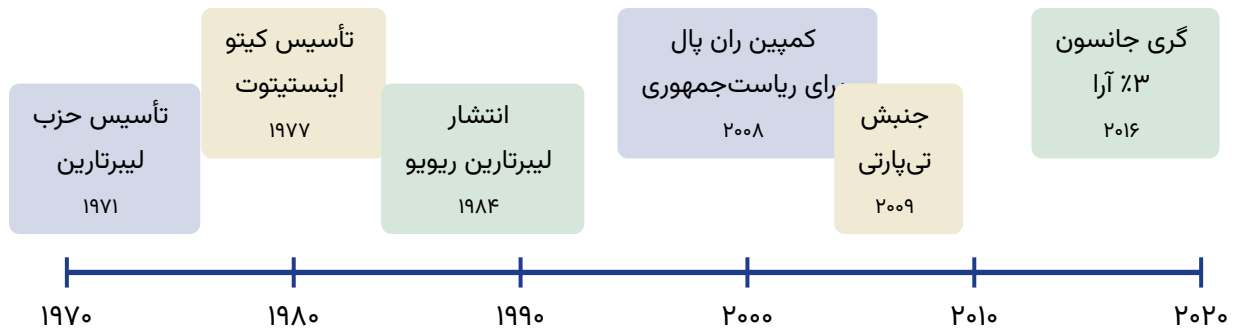 تأسیس حزب
لیبرتارین
۱۹۷۱
تأسیس کیتو
اینستیتوت
۱۹۷۷
انتشار
لیبرتارین ریویو
۱۹۸۴
کمپین ران پال
برای ریاست‌جمهوری
۲۰۰۸
جنبش
تی‌پارتی
۲۰۰۹
گری جانسون
۳٪ آرا
۲۰۱۶
۱۹۷۰
۱۹۸۰
۱۹۹۰
۲۰۰۰
۲۰۱۰
۲۰۲۰